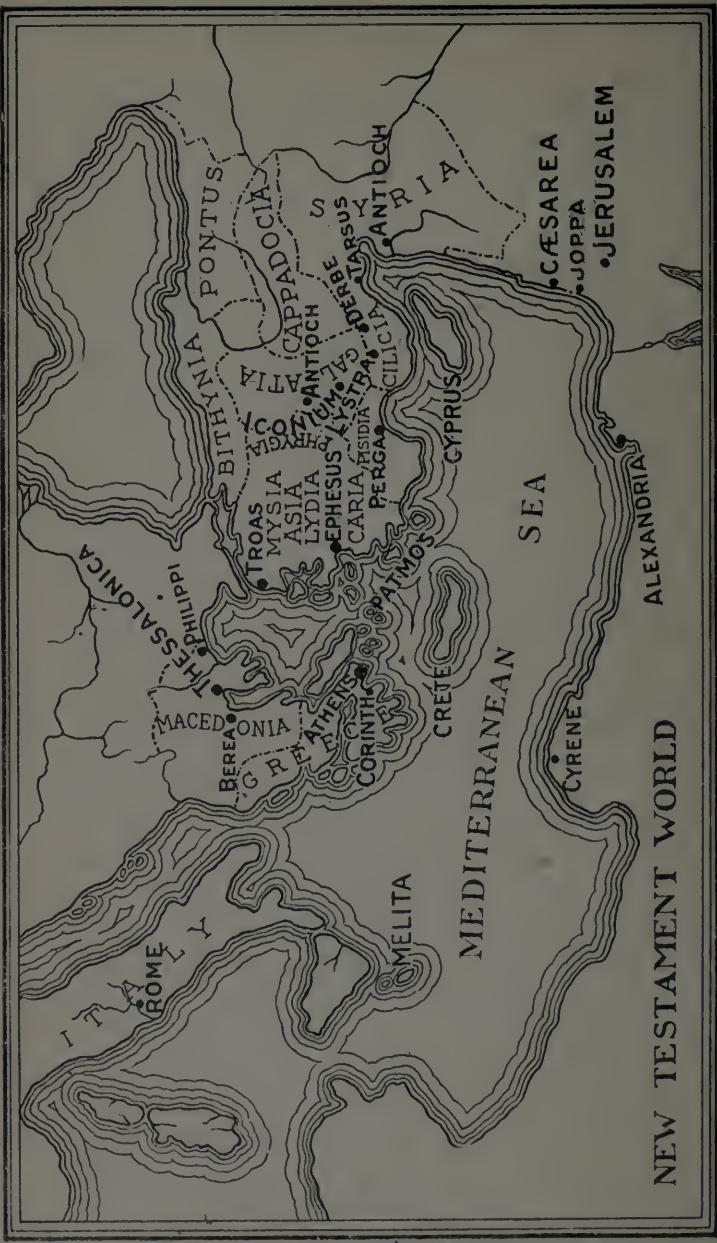 PONTUS
BITHYNIA
CAPPADOCIA
GALATIA
PHRYGIA
ANTIOCH
ICONIUM
LYSTRA
DERBE
TARSUS
CILICIA
PISIDIA
PERGA
TROAS
MYSIA
ASIA
LYDIA
EPHESUS
CARIA
PATMOS
SYRIA
ANTIOCH
CÆSAREA
JOPPA
JERUSALEM
CYPRUS
THESSALONICA
PHILIPPI
MACEDONIA
BEREA
GREECE
ATHENS
CORINTH
CRETE
ITALY
ROME
MELITA
MEDITERRANEAN
SEA
CYRENE
ALEXANDRIA
NEW TESTAMENT WORLD